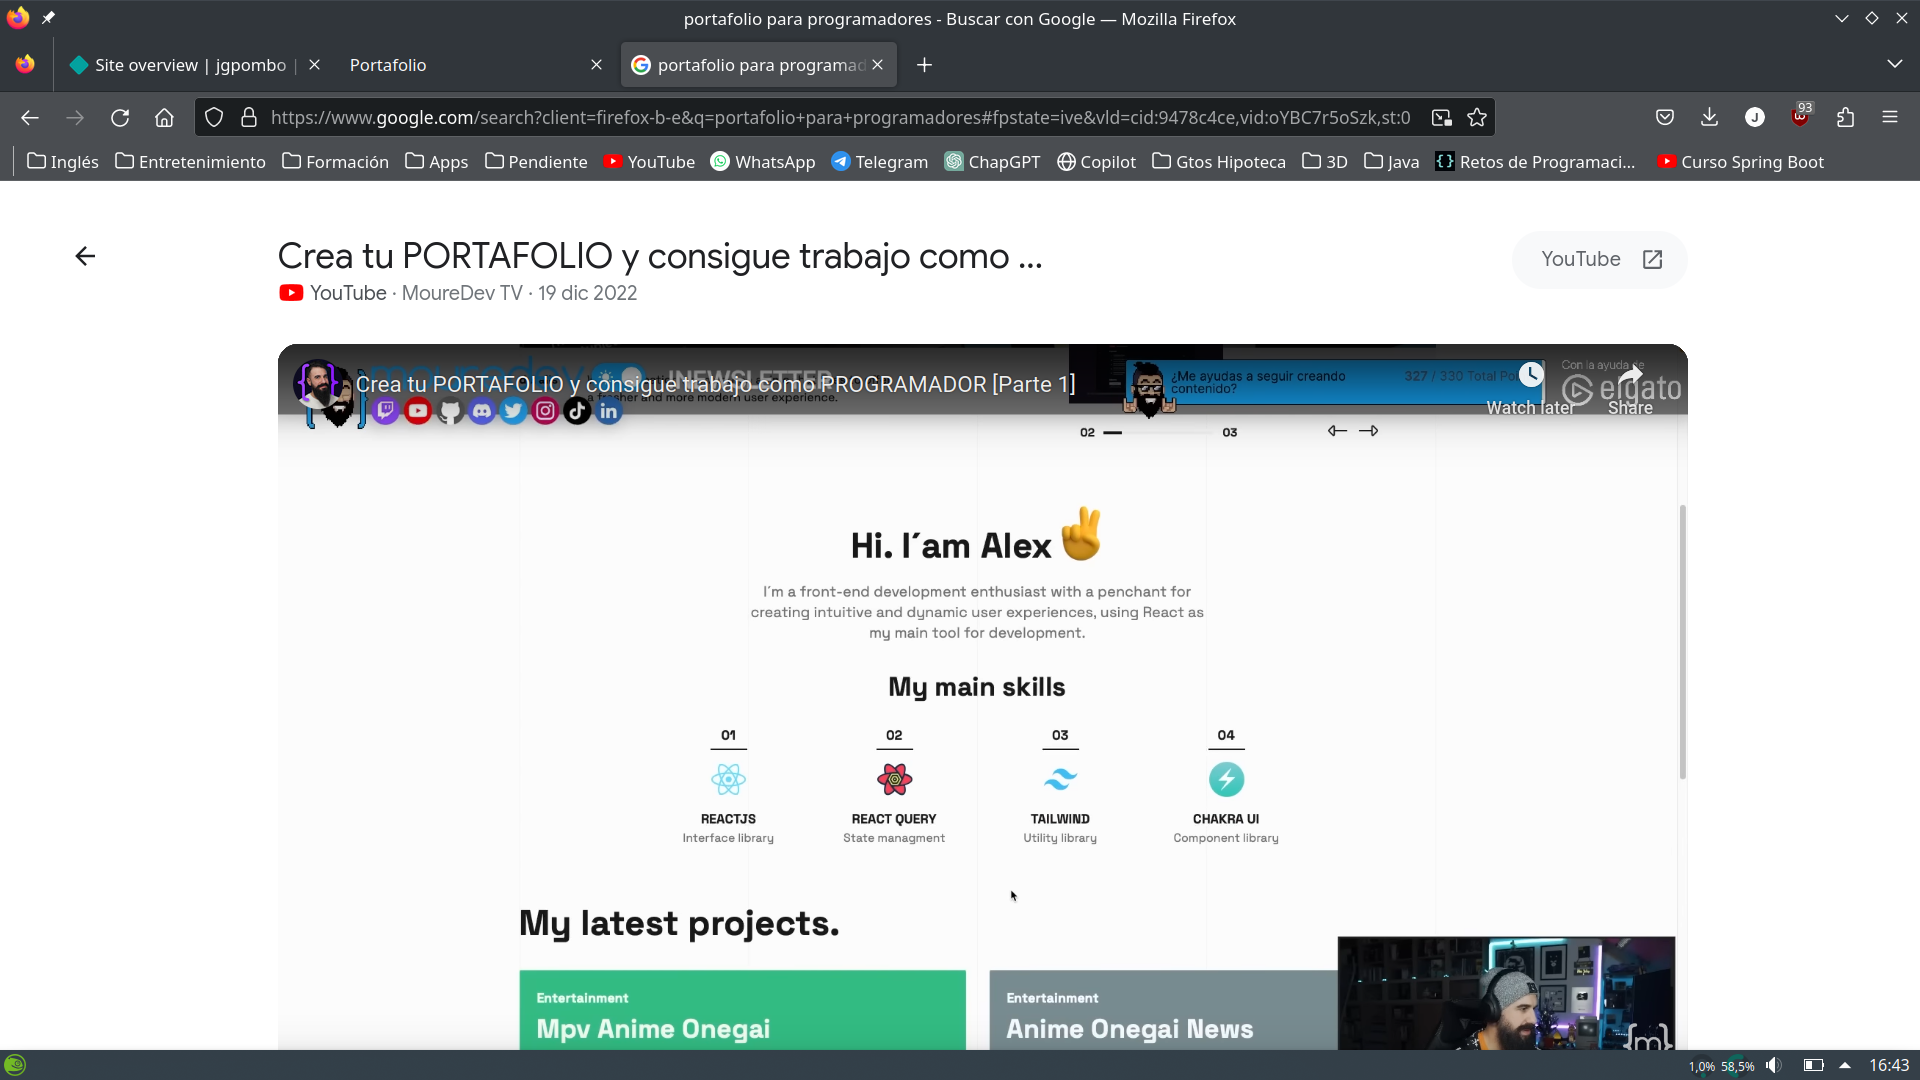 portafolio para programadores - Buscar con Google — Mozilla Firefox
Site overview | jgpombo |
Portafolio
portafolio para programad
https://www.google.com/search?client=firefox-b-e&q=portafolio+para+programadores#fpstate=ive&vld=cid:9478c4ce,vid:oYBC7r5oSzk,st:0
93
Inglés Entretenimiento Formación Apps Pendiente YouTube WhatsApp Telegram ChapGPT Copilot Gtos Hipoteca 3D Java Retos de Programaci... Curso Spring Boot
Crea tu PORTAFOLIO y consigue trabajo como ...
YouTube
YouTube · MoureDev TV · 19 dic 2022
Crea tu PORTAFOLIO y consigue trabajo como PROGRAMADOR [Parte 1]
¡NEWSLETTER
a fresher and more modern user experience.
¿Me ayudas a seguir creando
contenido?
327 / 330 Total Po
Con la ayuda de
elgato
Watch later
Share
02
03
Hi. I´am Alex ✌
I´m a front-end development enthusiast with a penchant for
creating intuitive and dynamic user experiences, using React as
my main tool for development.
My main skills
01 02 03 04
REACTJS REACT QUERY TAILWIND CHAKRA UI
Interface library State managment Utility library Component library
My latest projects.
Entertainment
Mpv Anime Onegai
Entertainment
Anime Onegai News
{m}
1,0% 58,5%
16:43